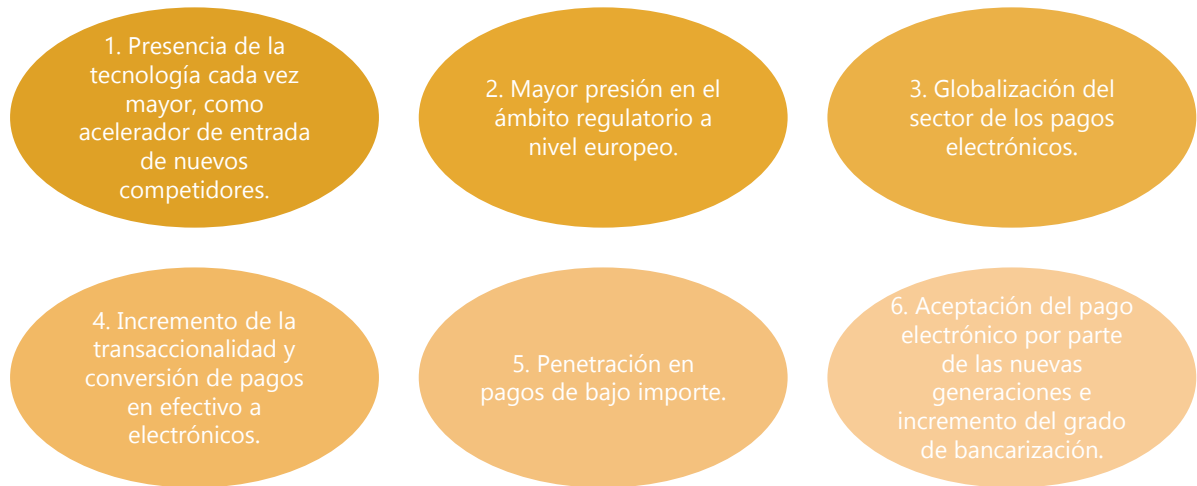 1. Presencia de la
tecnología cada vez
mayor, como
acelerador de entrada
de nuevos
competidores.
2. Mayor presión en el
ámbito regulatorio a
nivel europeo.
3. Globalización del
sector de los pagos
electrónicos.
4. Incremento de la
transaccionalidad y
conversión de pagos
en efectivo a
electrónicos.
5. Penetración en
pagos de bajo importe.
6. Aceptación del pago
electrónico por parte
de las nuevas
generaciones e
incremento del grado
de bancarización.